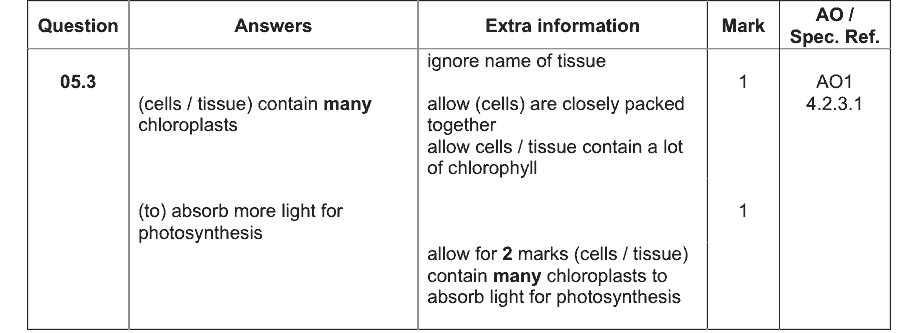 Question Answers Extra information Mark AO /
Spec. Ref.
ignore name of tissue
05.3 1 AO1
(cells / tissue) contain many allow (cells) are closely packed 4.2.3.1
chloroplasts together
allow cells / tissue contain a lot
of chlorophyll
(to) absorb more light for 1
photosynthesis
allow for 2 marks (cells / tissue)
contain many chloroplasts to
absorb light for photosynthesis